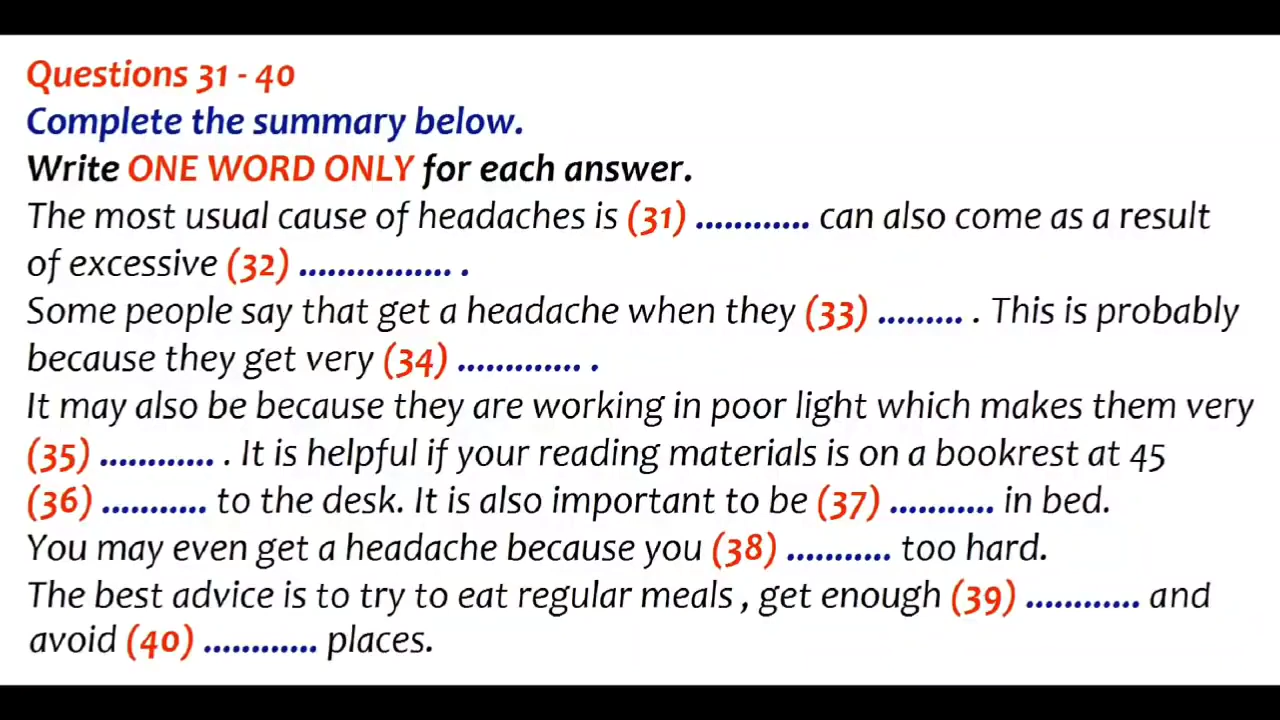 Questions 31 - 40
Complete the summary below.
Write ONE WORD ONLY for each answer.
The most usual cause of headaches is (31) ............ can also come as a result
of excessive (32) ................ .
Some people say that get a headache when they (33) ......... . This is probably
because they get very (34) ............. .
It may also be because they are working in poor light which makes them very
(35) ............ . It is helpful if your reading materials is on a bookrest at 45
(36) ........... to the desk. It is also important to be (37) ........... in bed.
You may even get a headache because you (38) ........... too hard.
The best advice is to try to eat regular meals , get enough (39) ............ and
avoid (40) ............ places.